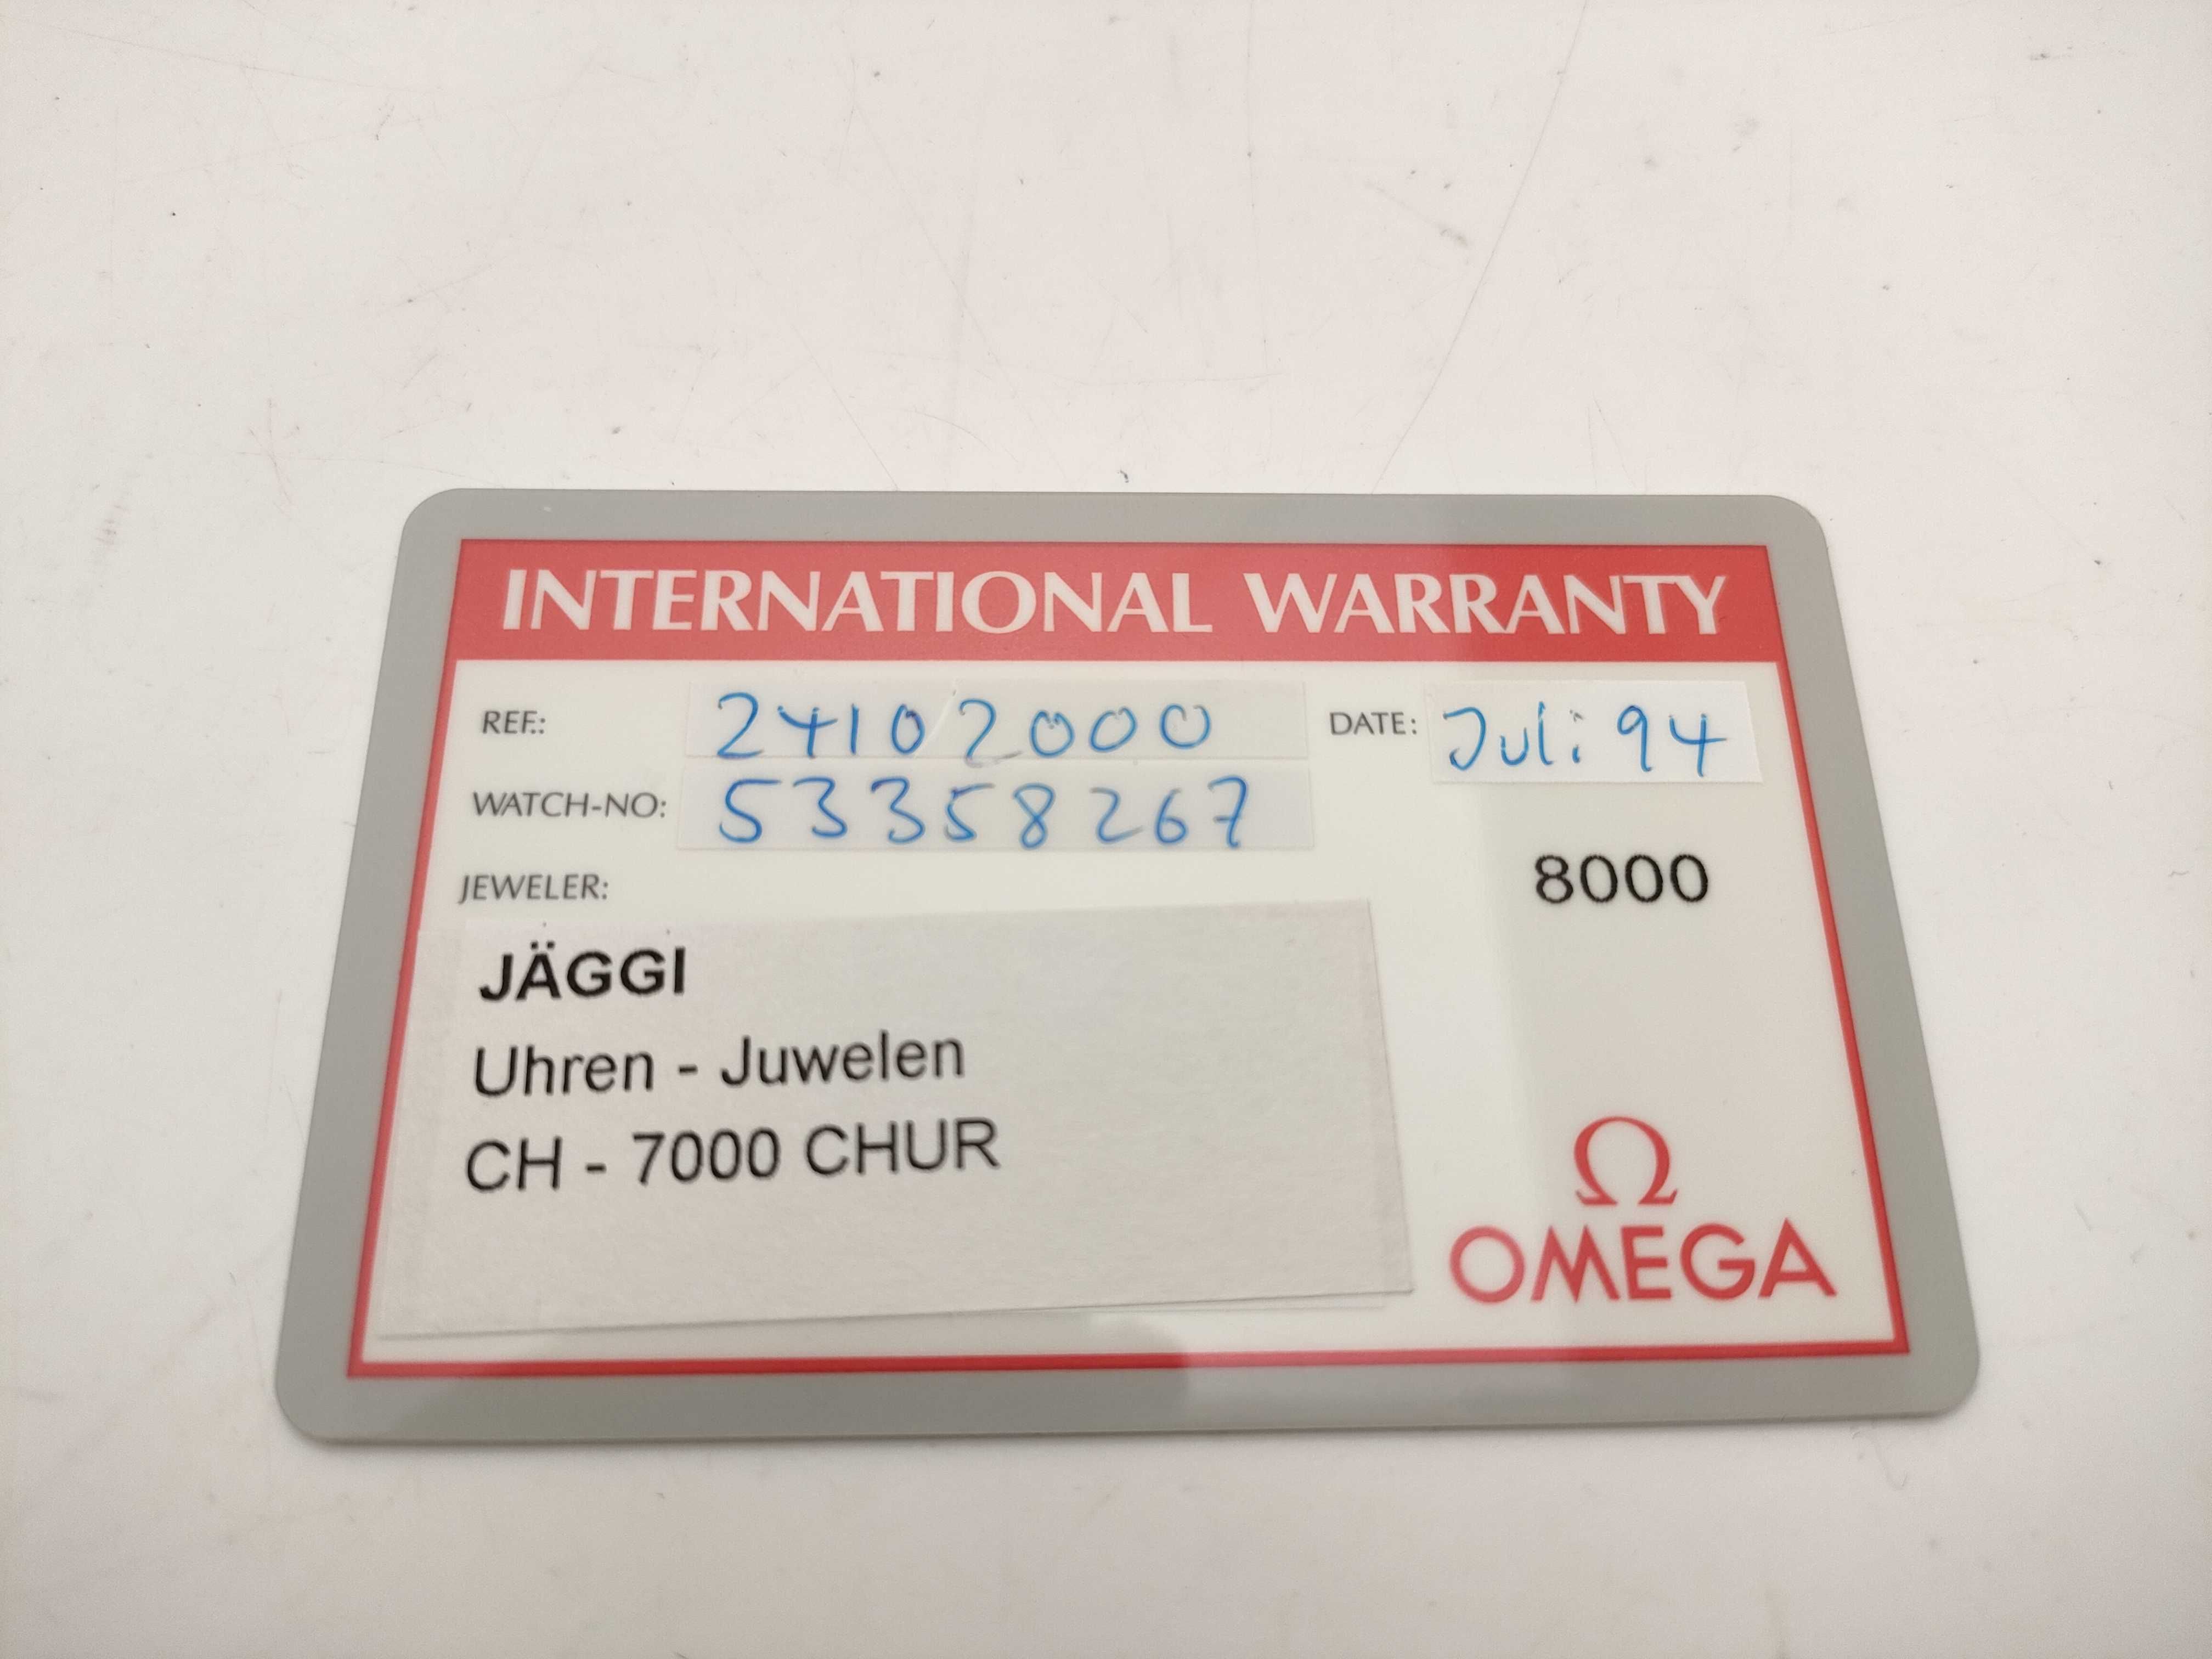 INTERNATIONAL WARRANTY
REF.: 24102000 DATE: Juli 94
WATCH-NO: 53358267
8000
JEWELER:
JÄGGI
Uhren - Juwelen
CH - 7000 CHUR
Ω
OMEGA